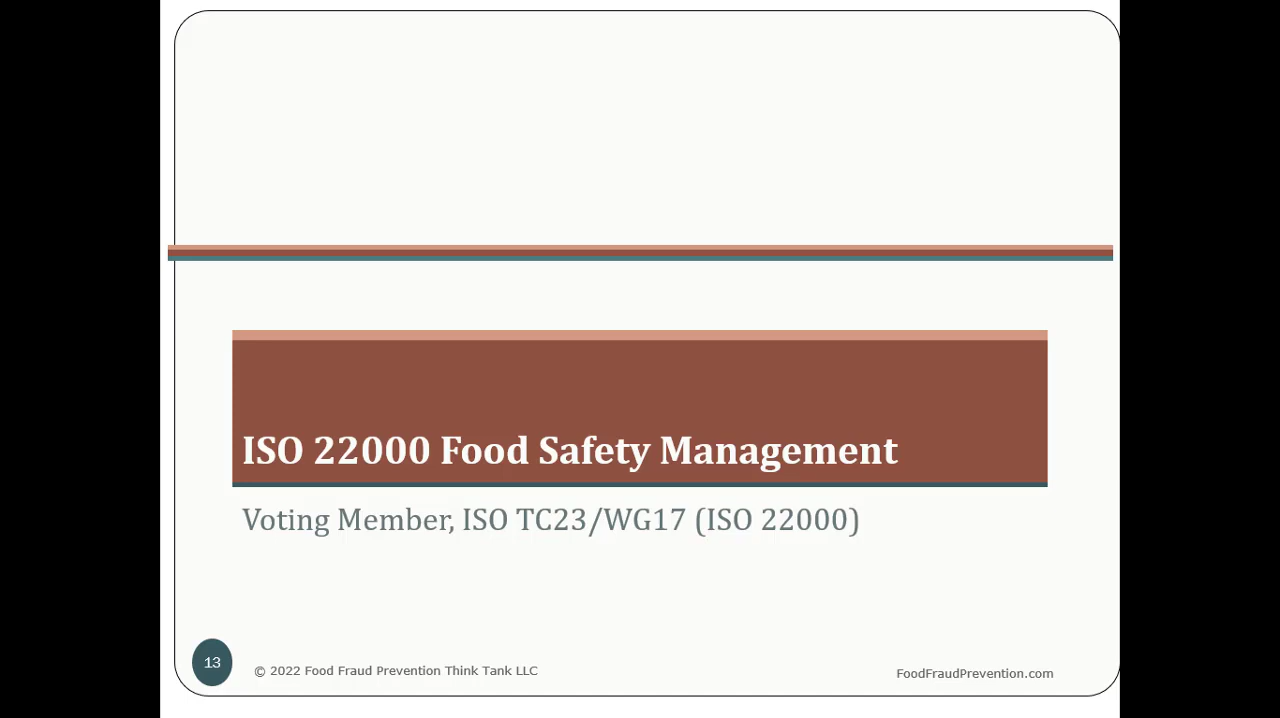 ISO 22000 Food Safety Management
Voting Member, ISO TC23/WG17 (ISO 22000)
13
© 2022 Food Fraud Prevention Think Tank LLC
FoodFraudPrevention.com